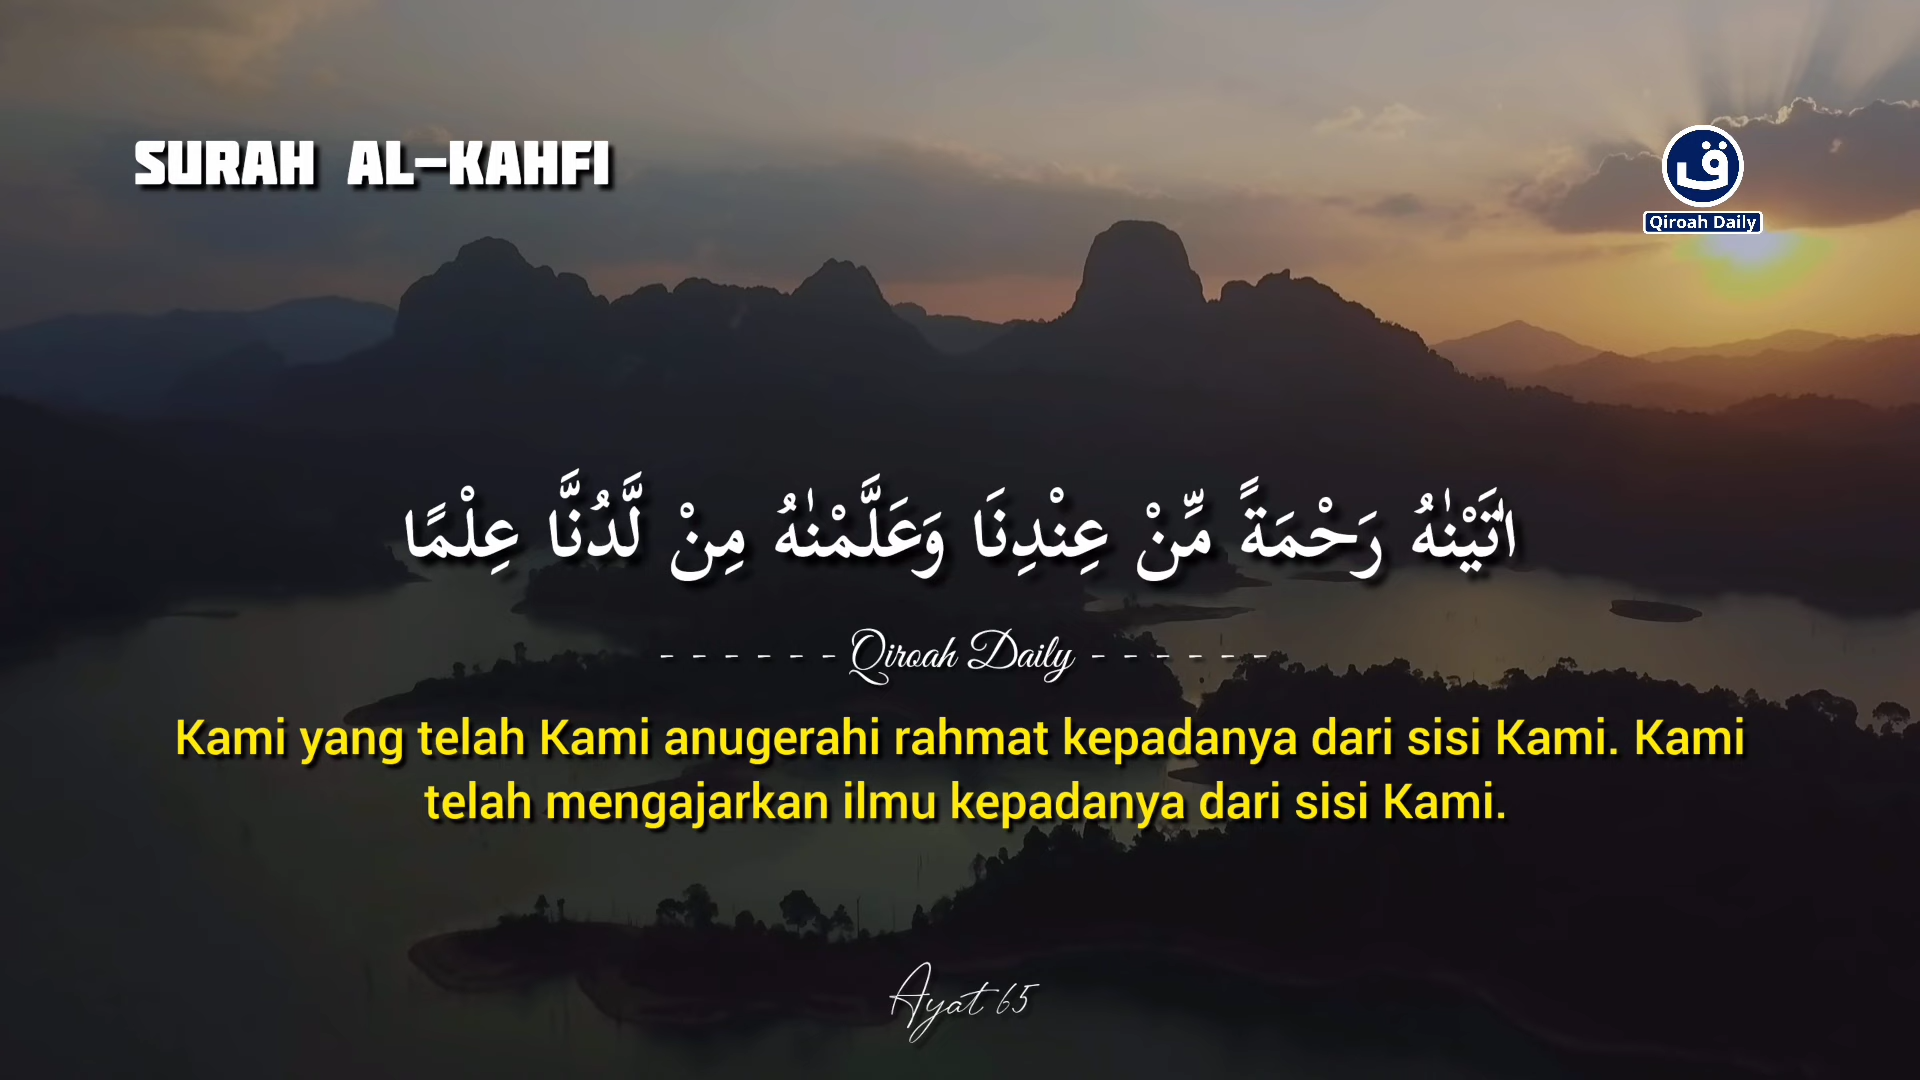 SURAH AL-KAHFI
ق
Qiroah Daily
اٰتَيْنٰهُ رَحْمَةً مِّنْ عِنْدِنَا وَعَلَّمْنٰهُ مِنْ لَّدُنَّا عِلْمًا
- - - - - - Qiroah Daily - - - - - -
Kami yang telah Kami anugerahi rahmat kepadanya dari sisi Kami. Kami
telah mengajarkan ilmu kepadanya dari sisi Kami.
Ayat 65